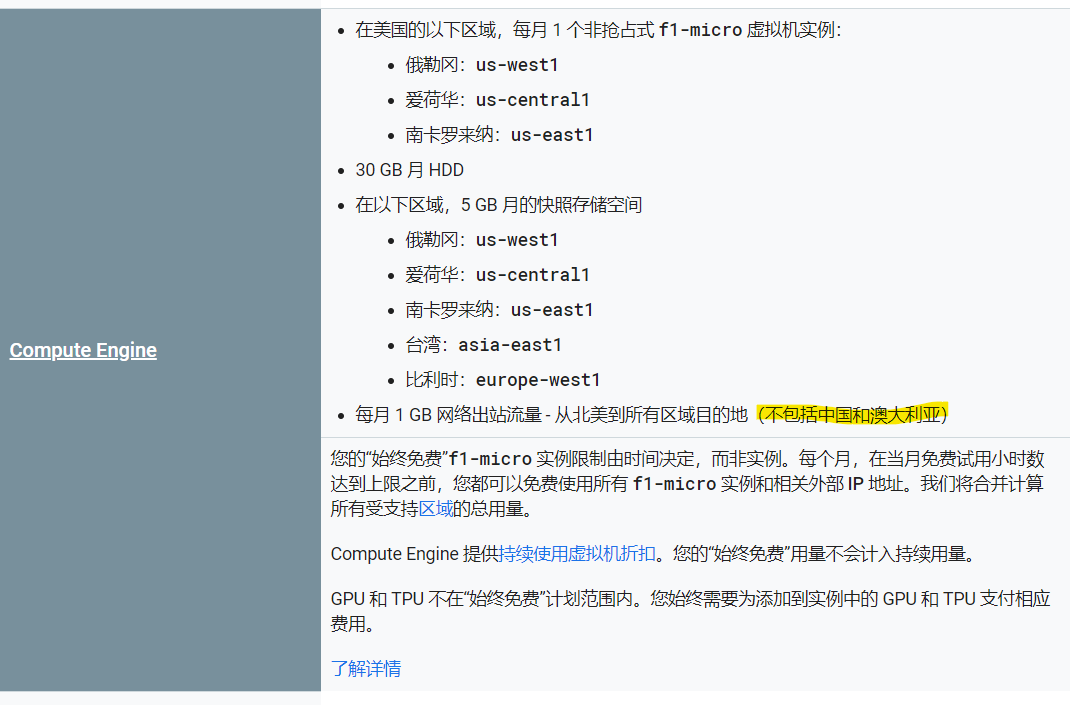 在美国的以下区域，每月 1 个非抢占式 f1-micro 虚拟机实例：
俄勒冈：us-west1
爱荷华：us-central1
南卡罗来纳：us-east1
30 GB 月 HDD
在以下区域，5 GB 月的快照存储空间
俄勒冈：us-west1
爱荷华：us-central1
南卡罗来纳：us-east1
台湾：asia-east1
比利时：europe-west1
每月 1 GB 网络出站流量 - 从北美到所有区域目的地（不包括中国和澳大利亚）
Compute Engine
您的“始终免费”f1-micro 实例限制由时间决定，而非实例。每个月，在当月免费试用小时数
达到上限之前，您都可以免费使用所有 f1-micro 实例和相关外部 IP 地址。我们将合并计算
所有受支持区域的总用量。
Compute Engine 提供持续使用虚拟机折扣。您的“始终免费”用量不会计入持续用量。
GPU 和 TPU 不在“始终免费”计划范围内。您始终需要为添加到实例中的 GPU 和 TPU 支付相应
费用。
了解详情